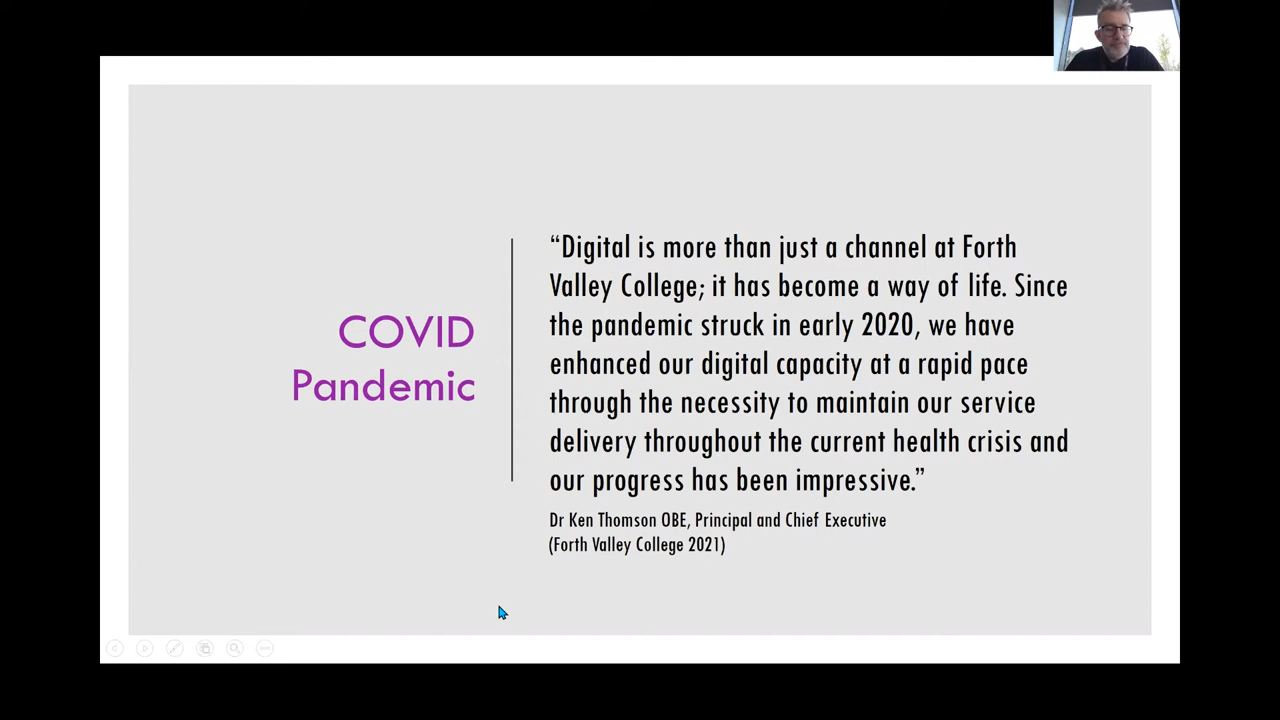 COVID
Pandemic
“Digital is more than just a channel at Forth
Valley College; it has become a way of life. Since
the pandemic struck in early 2020, we have
enhanced our digital capacity at a rapid pace
through the necessity to maintain our service
delivery throughout the current health crisis and
our progress has been impressive.”
Dr Ken Thomson OBE, Principal and Chief Executive
(Forth Valley College 2021)